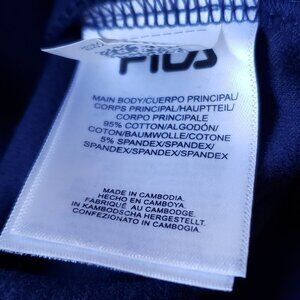 FIGS
MAIN BODY/CUERPO PRINCIPAL/
CORPS PRINCIPAL/HAUPTTEIL/
CORPO PRINCIPALE
95% COTTON/ALGODÓN/
COTON/BAUMWOLLE/COTONE
5% SPANDEX/SPANDEX/
SPANDEX/SPANDEX/SPANDEX
MADE IN CAMBODIA
HECHO EN CAMBOYA
FABRIQUÉ AU CAMBODGE.
IN KAMBODSCHA HERGESTELLT.
CONFEZIONATO IN CAMBOGIA.